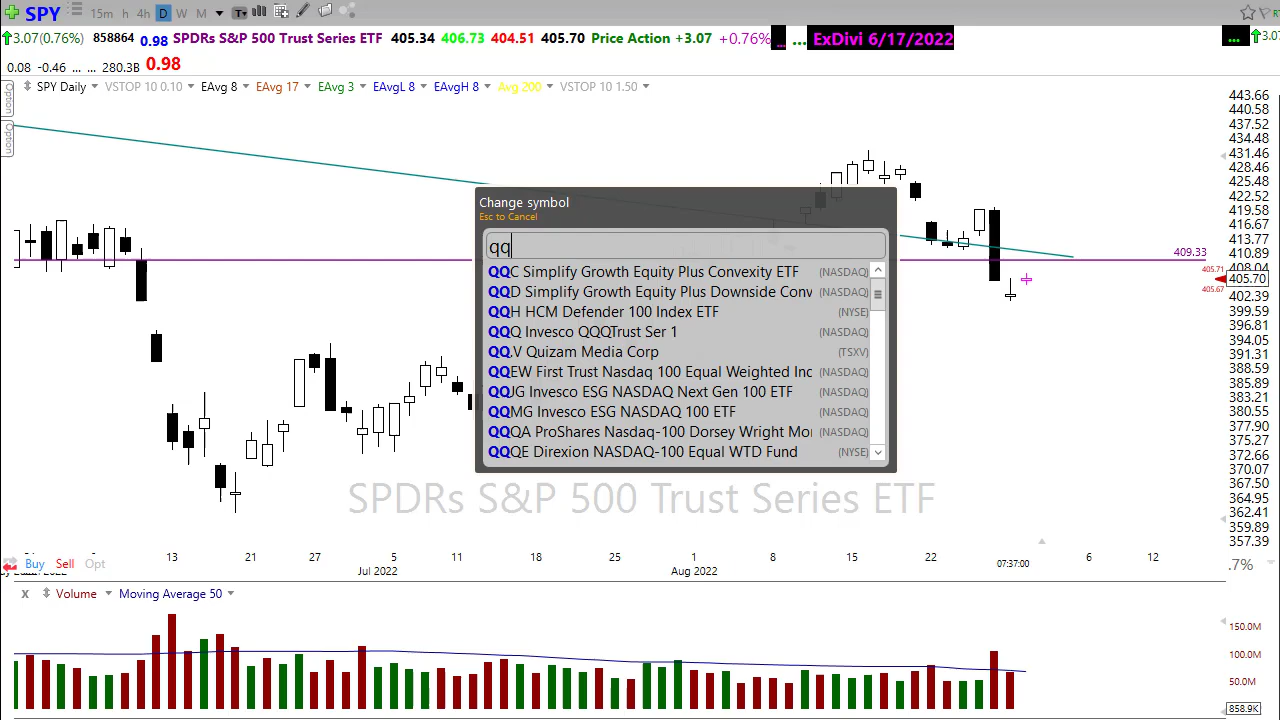 SPY 15m h 4h D W M T
3.07(0.76%) 858864 0.98 SPDRs S&P 500 Trust Series ETF 405.34 406.73 404.51 405.70 Price Action +3.07 +0.76% ... ... ExDivi 6/17/2022 ... 3.07
0.08 -0.46 ... ... 280.3B 0.98
Option
Option
SPY Daily VSTOP 10 0.10 EAvg 8 EAvg 17 EAvg 3 EAvgL 8 EAvgH 8 Avg 200 VSTOP 10 1.50
Change symbol
Esc to Cancel
qq
QQC Simplify Growth Equity Plus Convexity ETF (NASDAQ)
QQD Simplify Growth Equity Plus Downside Conv (NASDAQ)
QQH HCM Defender 100 Index ETF (NYSE)
QQQ Invesco QQQTrust Ser 1 (NASDAQ)
QQ.V Quizam Media Corp (TSXV)
QQEW First Trust Nasdaq 100 Equal Weighted Inc (NASDAQ)
QQJG Invesco ESG NASDAQ Next Gen 100 ETF (NASDAQ)
QQMG Invesco ESG NASDAQ 100 ETF (NASDAQ)
QQQA ProShares Nasdaq-100 Dorsey Wright Mo (NASDAQ)
QQQE Direxion NASDAQ-100 Equal WTD Fund (NYSE)
SPDRs S&P 500 Trust Series ETF
443.66
440.58
437.52
434.48
431.46
428.46
425.48
422.52
419.58
416.67
413.77
409.33 410.89
408.04
405.71
405.70
405.67
402.39
399.59
396.81
394.05
391.31
388.59
385.89
383.21
380.55
377.90
375.27
372.66
370.07
367.50
364.95
362.41
359.89
357.39
13 21 27 5 11 18 25 1 8 15 22 6 12
Buy Sell Opt 07:37:00 .7%
Jul 2022 Aug 2022
x Volume Moving Average 50
150.0M
100.0M
50.0M
858.9K